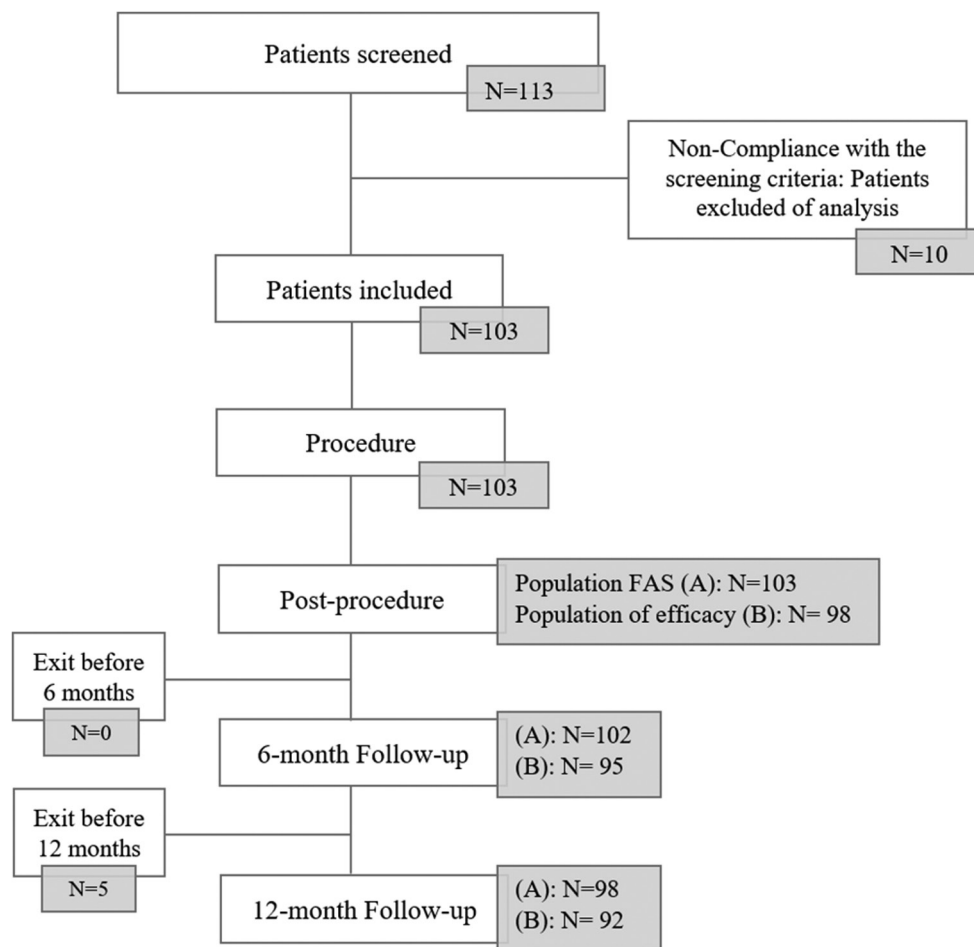 Patients screened
N=113
Non-Compliance with the
screening criteria: Patients
excluded of analysis
N=10
Patients included
N=103
Procedure
N=103
Post-procedure
Population FAS (A): N=103
Population of efficacy (B): N= 98
Exit before
6 months
N=0
6-month Follow-up
(A): N=102
(B): N= 95
Exit before
12 months
N=5
12-month Follow-up
(A): N=98
(B): N= 92